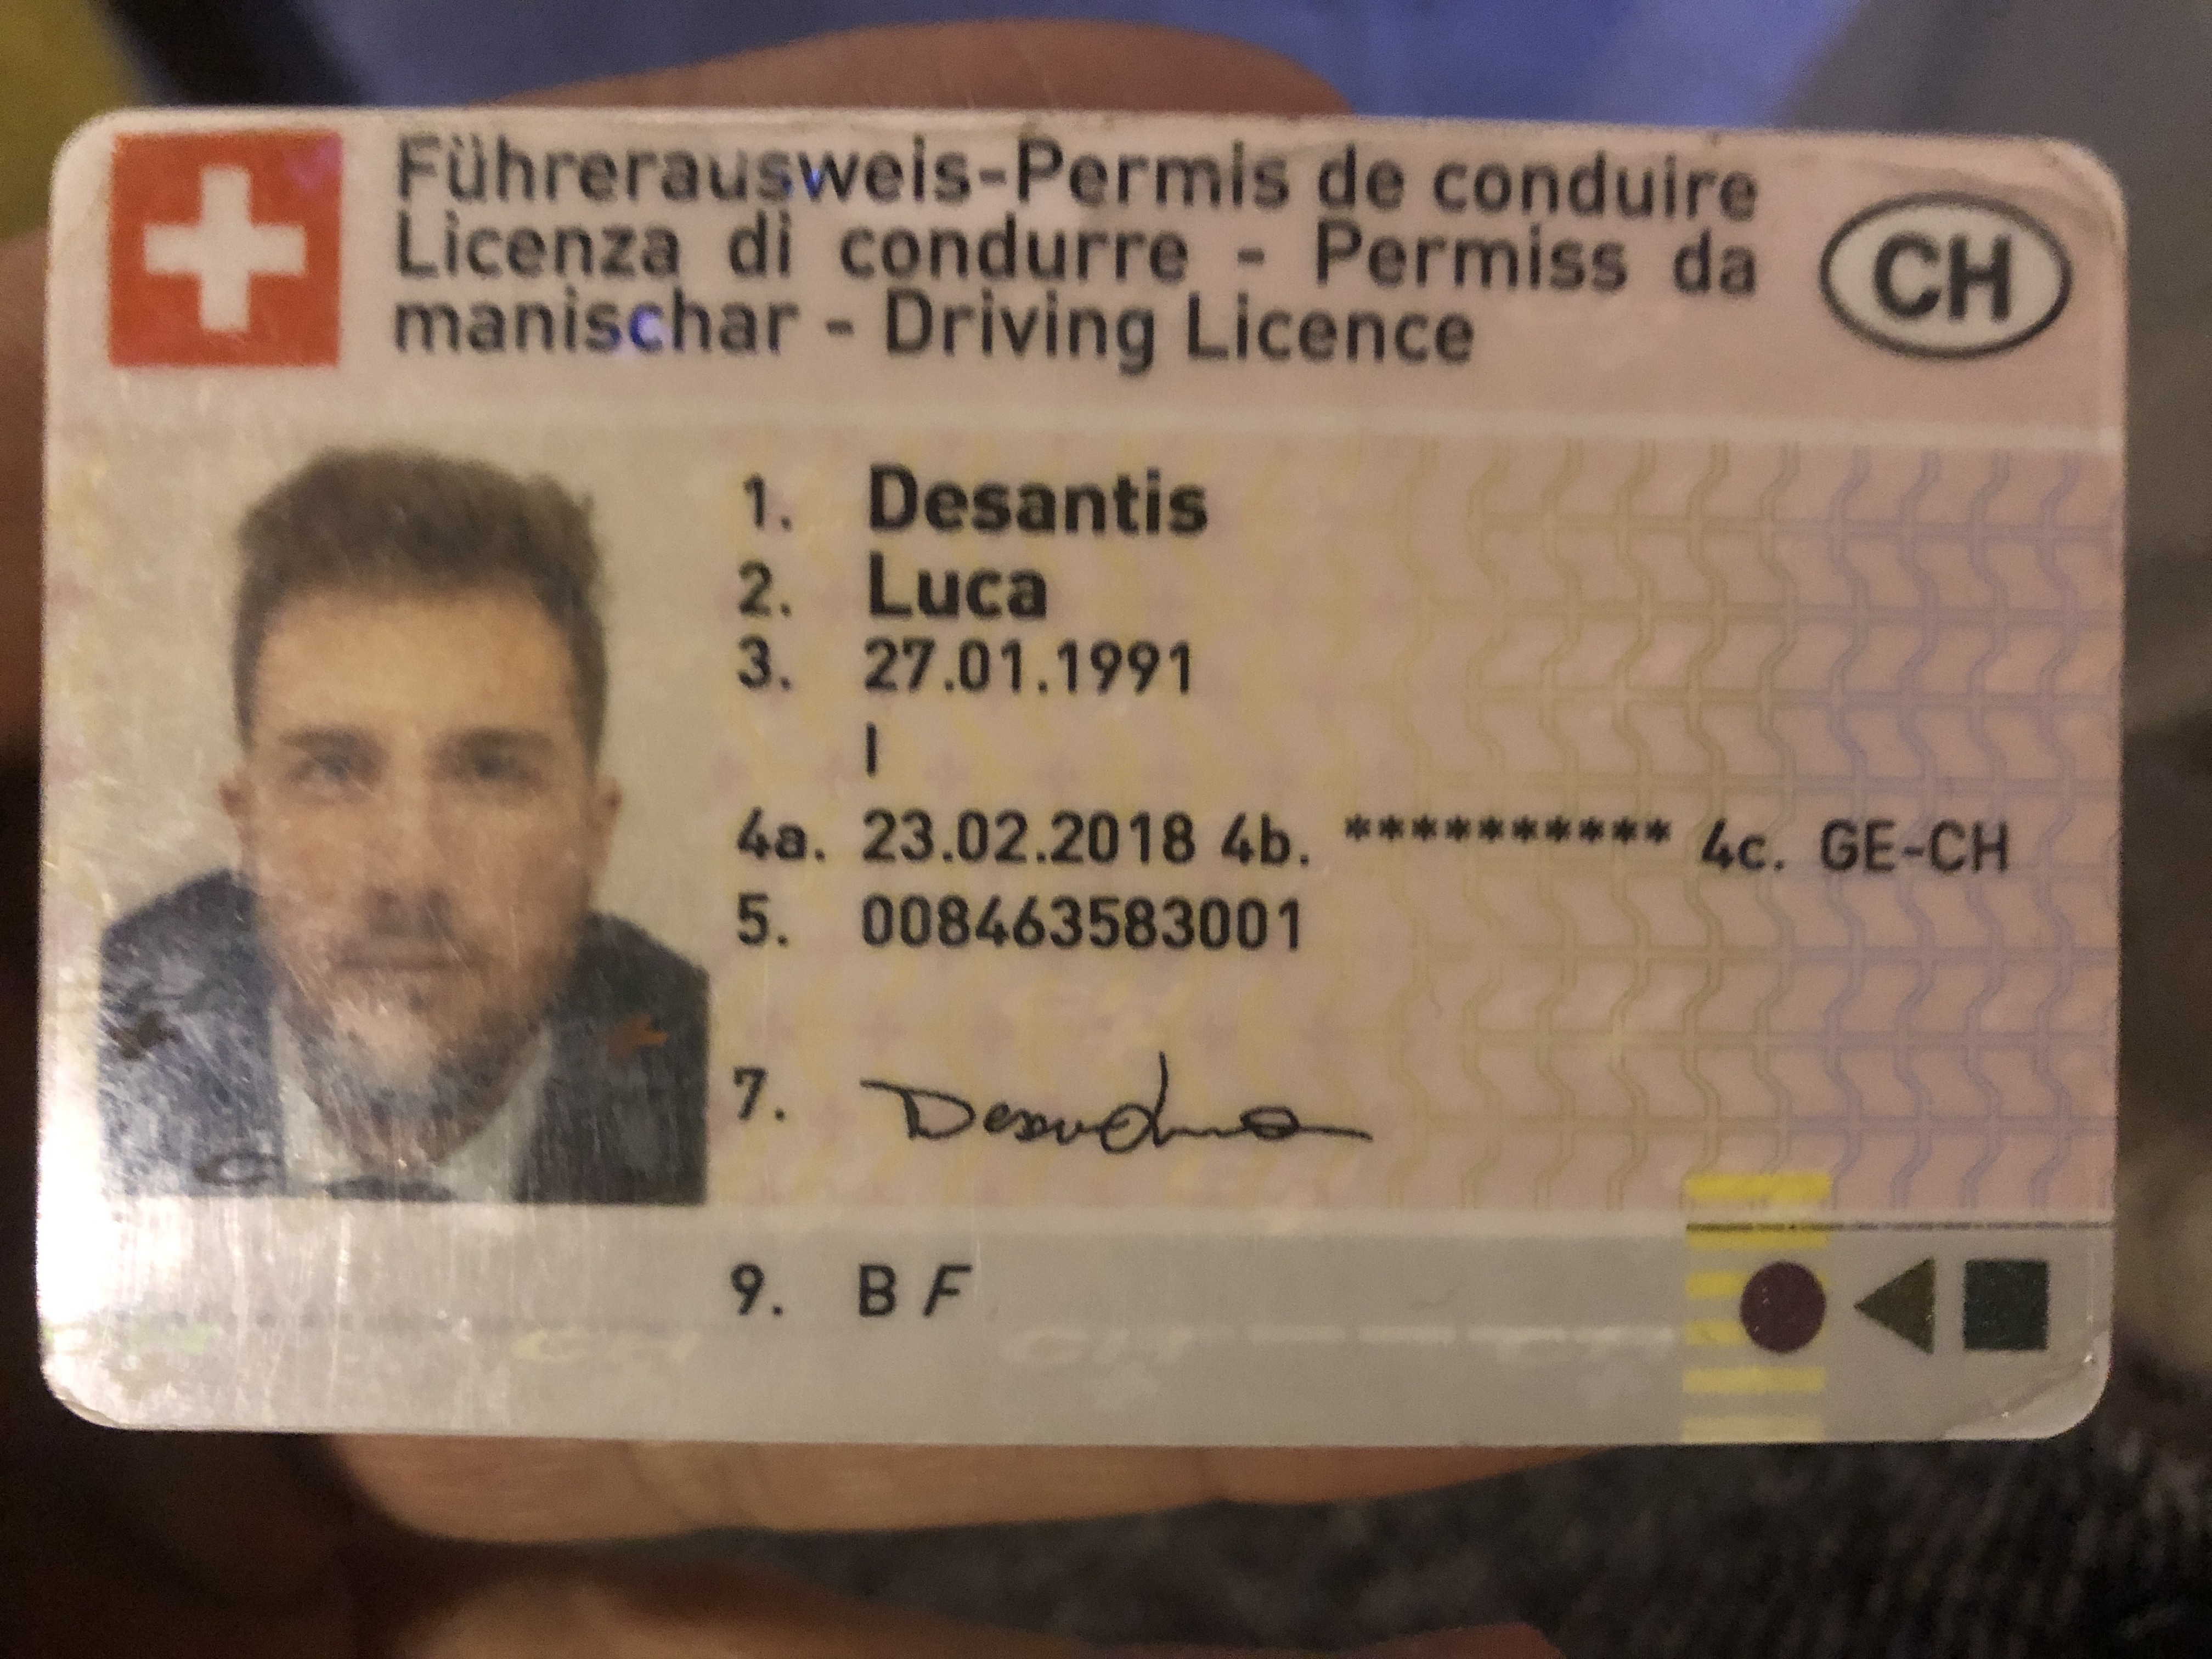 Führerausweis-Permis de conduire
Licenza di condurre - Permiss da
manischar - Driving Licence
CH
1. Desantis
2. Luca
3. 27.01.1991
I
4a. 23.02.2018 4b. ********** 4c. GE-CH
5. 008463583001
7. Desantis
9. B F